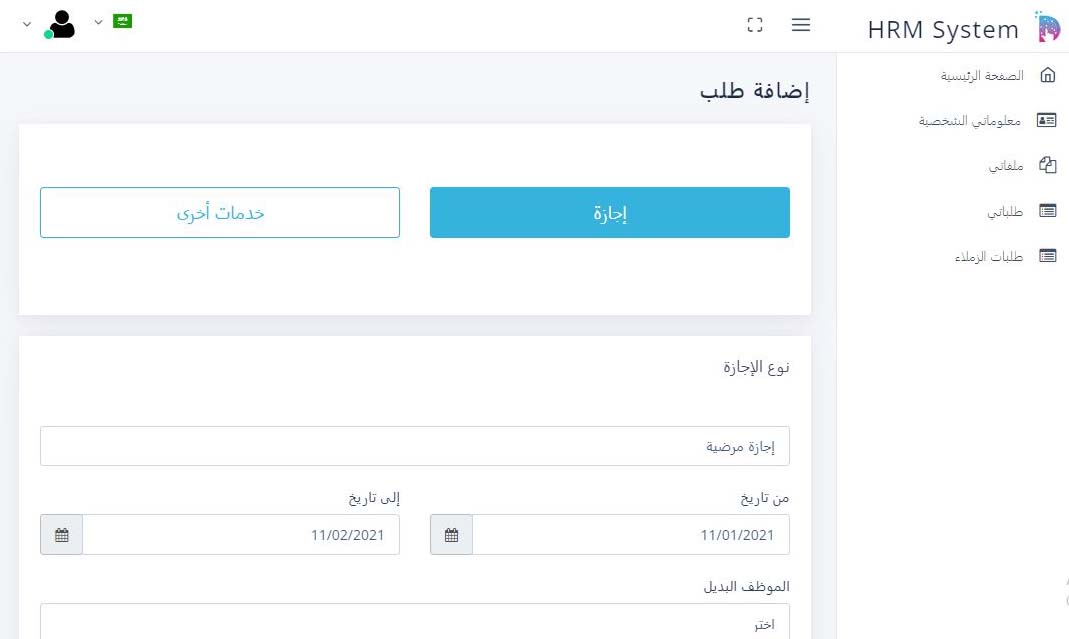 HRM System
الصفحة الرئيسية
معلوماتي الشخصية
ملفاتي
طلباتي
طلبات الزملاء
إضافة طلب
إجازة
خدمات أخرى
نوع الإجازة
إجازة مرضية
من تاريخ
إلى تاريخ
11/01/2021
11/02/2021
الموظف البديل
اختر